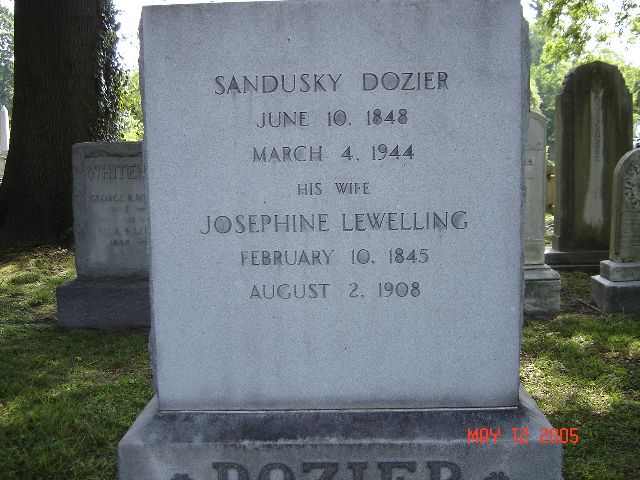 SANDUSKY DOZIER
JUNE 10, 1848
MARCH 4, 1944
HIS WIFE
JOSEPHINE LEWELLING
FEBRUARY 10, 1845
AUGUST 2, 1908
DOZIER
MAY 12 2005